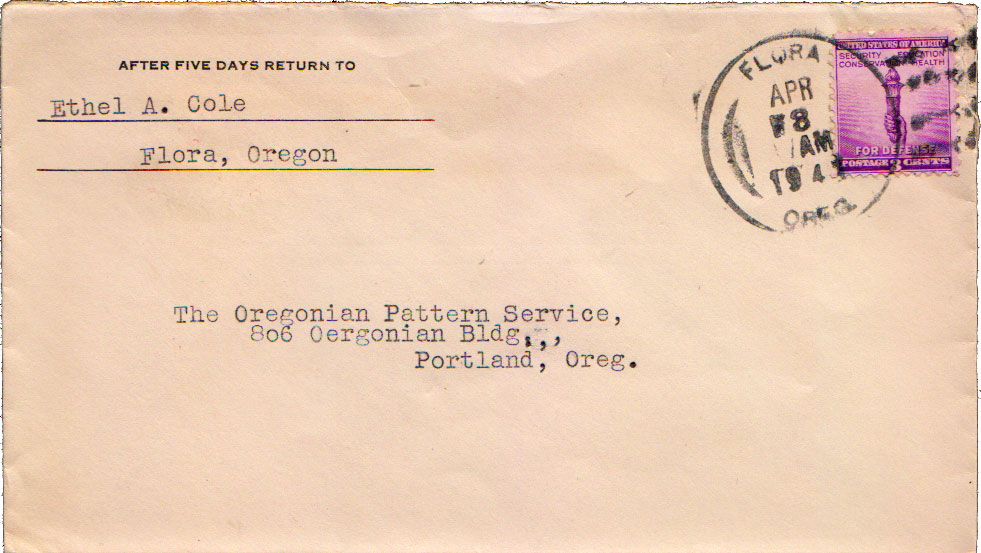 AFTER FIVE DAYS RETURN TO
Ethel A. Cole
Flora, Oregon
FLORA
APR
8
AM
194
OREG.
UNITED STATES OF AMERICA
SECURITY EDUCATION
CONSERVATION HEALTH
FOR DEFENSE
POSTAGE 3 CENTS
The Oregonian Pattern Service,
806 Oergonian Bldg.,,,
Portland, Oreg.